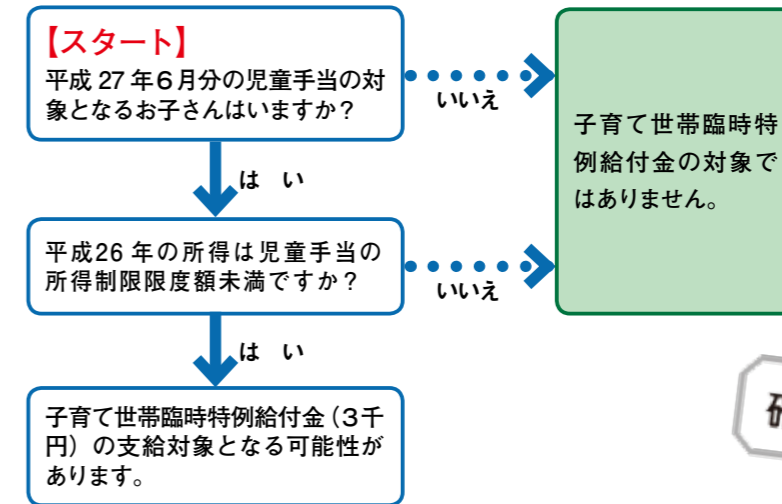 【スタート】
平成 27 年6月分の児童手当の対
象となるお子さんはいますか？
いいえ
子育て世帯臨時特
例給付金の対象で
はありません。
は い
平成26 年の所得は児童手当の
所得制限限度額未満ですか？
いいえ
は い
子育て世帯臨時特例給付金（3千
円）の支給対象となる可能性が
あります。